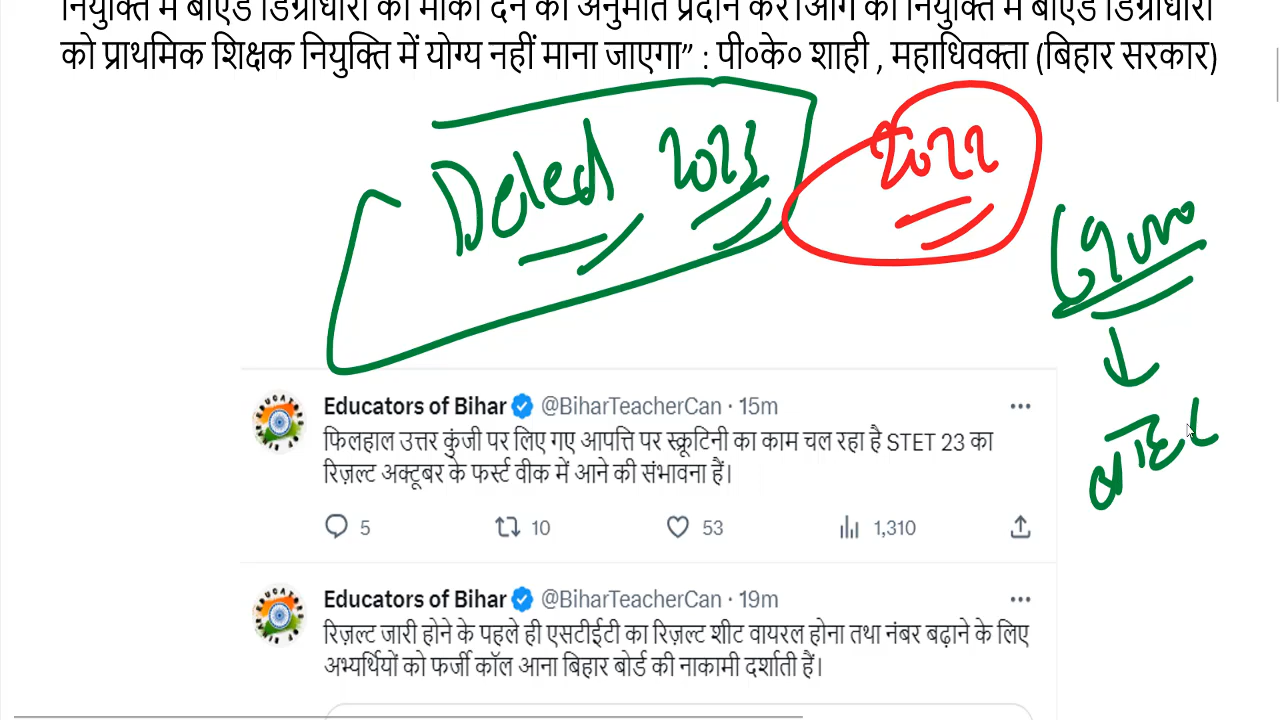 नियुक्ति में बीएड डिग्रीधारी को मौका देने की अनुमति प्रदान करें। आगे की नियुक्ति में बीएड डिग्रीधारी
को प्राथमिक शिक्षक नियुक्ति में योग्य नहीं माना जाएगा” : पी०के० शाही , महाधिवक्ता (बिहार सरकार)
Deled 2023
2022
बाहर
Educators of Bihar @BiharTeacherCan · 15m
फिलहाल उत्तर कुंजी पर लिए गए आपत्ति पर स्क्रूटिनी का काम चल रहा है STET 23 का
रिज़ल्ट अक्टूबर के फर्स्ट वीक में आने की संभावना हैं।
5 10 53 1,310
Educators of Bihar @BiharTeacherCan · 19m
रिज़ल्ट जारी होने के पहले ही एसटीईटी का रिज़ल्ट शीट वायरल होना तथा नंबर बढ़ाने के लिए
अभ्यर्थियों को फर्जी कॉल आना बिहार बोर्ड की नाकामी दर्शाती हैं।